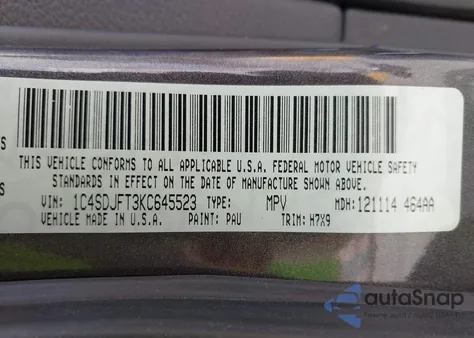 THIS VEHICLE CONFORMS TO ALL APPLICABLE U.S.A. FEDERAL MOTOR VEHICLE SAFETY
STANDARDS IN EFFECT ON THE DATE OF MANUFACTURE SHOWN ABOVE.
VIN: 1C4SDJFT3KC645523 TYPE: MPV MDH: 121114 464AA
VEHICLE MADE IN U.S.A. PAINT: PAU TRIM: H7X9
autoSnap